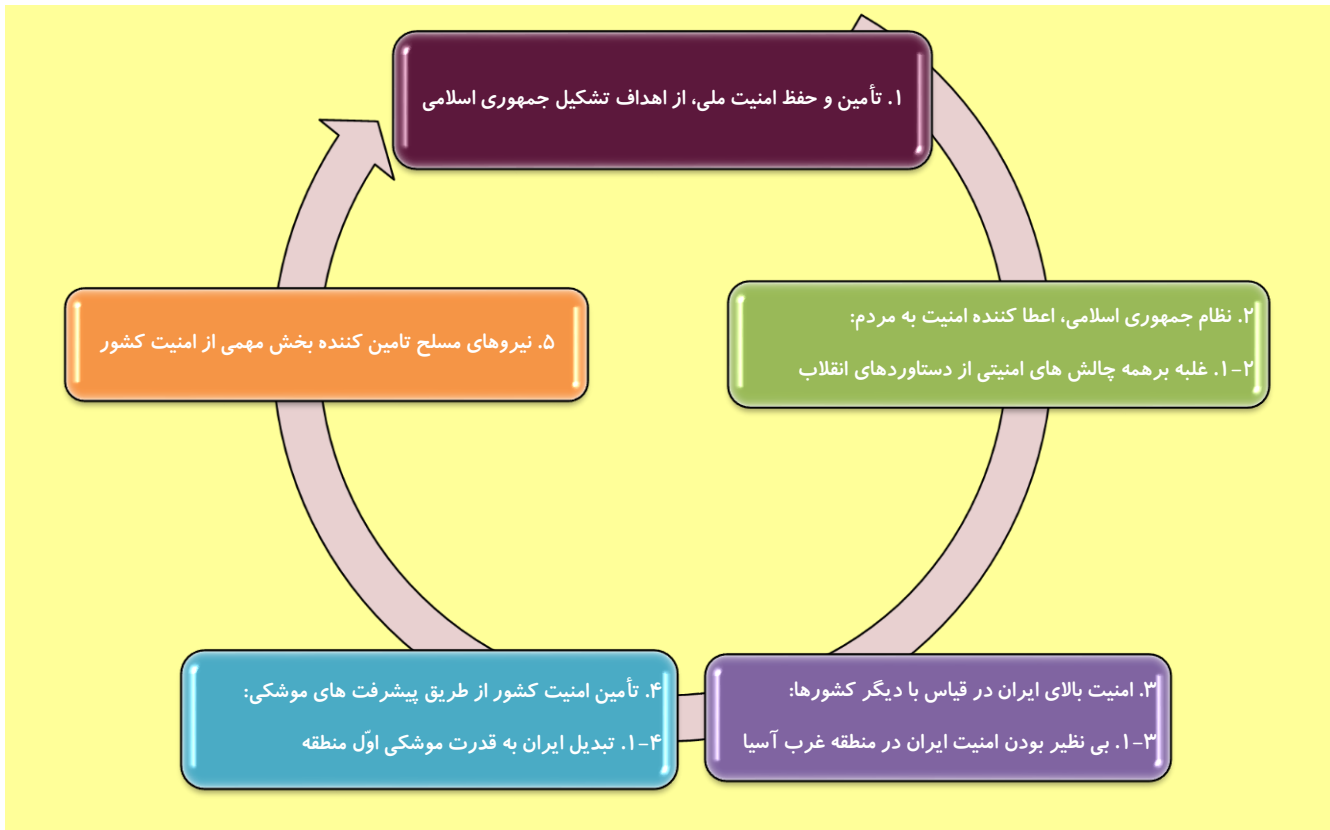 ۱. تأمین و حفظ امنیت ملی، از اهداف تشکیل جمهوری اسلامی
۲. نظام جمهوری اسلامی، اعطا کننده امنیت به مردم:
۲-۱. غلبه برهمه چالش های امنیتی از دستاوردهای انقلاب
۳. امنیت بالای ایران در قیاس با دیگر کشورها:
۳-۱. بی نظیر بودن امنیت ایران در منطقه غرب آسیا
۴. تأمین امنیت کشور از طریق پیشرفت های موشکی:
۴-۱. تبدیل ایران به قدرت موشکی اوّل منطقه
۵. نیروهای مسلح تامین کننده بخش مهمی از امنیت کشور